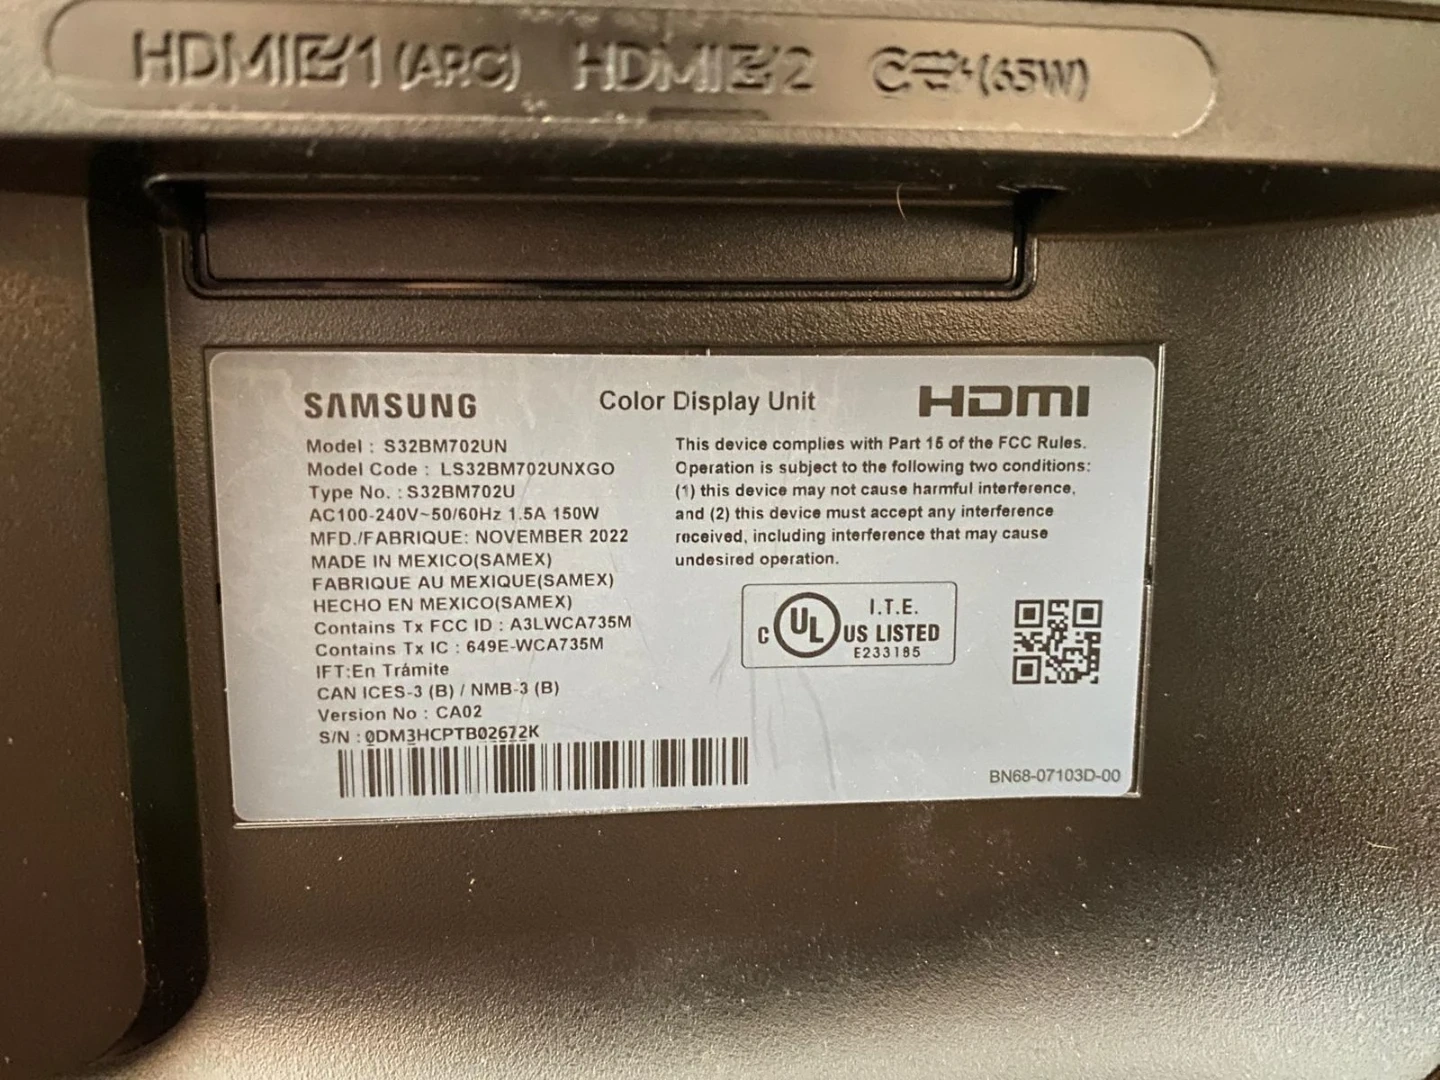 HDMI 1 (ARC) HDMI 2 (65W)
SAMSUNG
Color Display Unit
HDMI
Model : S32BM702UN
Model Code : LS32BM702UNXGO
Type No. : S32BM702U
AC100-240V~50/60Hz 1.5A 150W
MFD./FABRIQUE: NOVEMBER 2022
MADE IN MEXICO(SAMEX)
FABRIQUE AU MEXIQUE(SAMEX)
HECHO EN MEXICO(SAMEX)
Contains Tx FCC ID : A3LWCA735M
Contains Tx IC : 649E-WCA735M
IFT:En Trámite
CAN ICES-3 (B) / NMB-3 (B)
Version No : CA02
S/N : 0DM3HCPTB02672K
This device complies with Part 15 of the FCC Rules.
Operation is subject to the following two conditions:
(1) this device may not cause harmful interference,
and (2) this device must accept any interference
received, including interference that may cause
undesired operation.
C UL US LISTED
I.T.E.
E233185
BN68-07103D-00